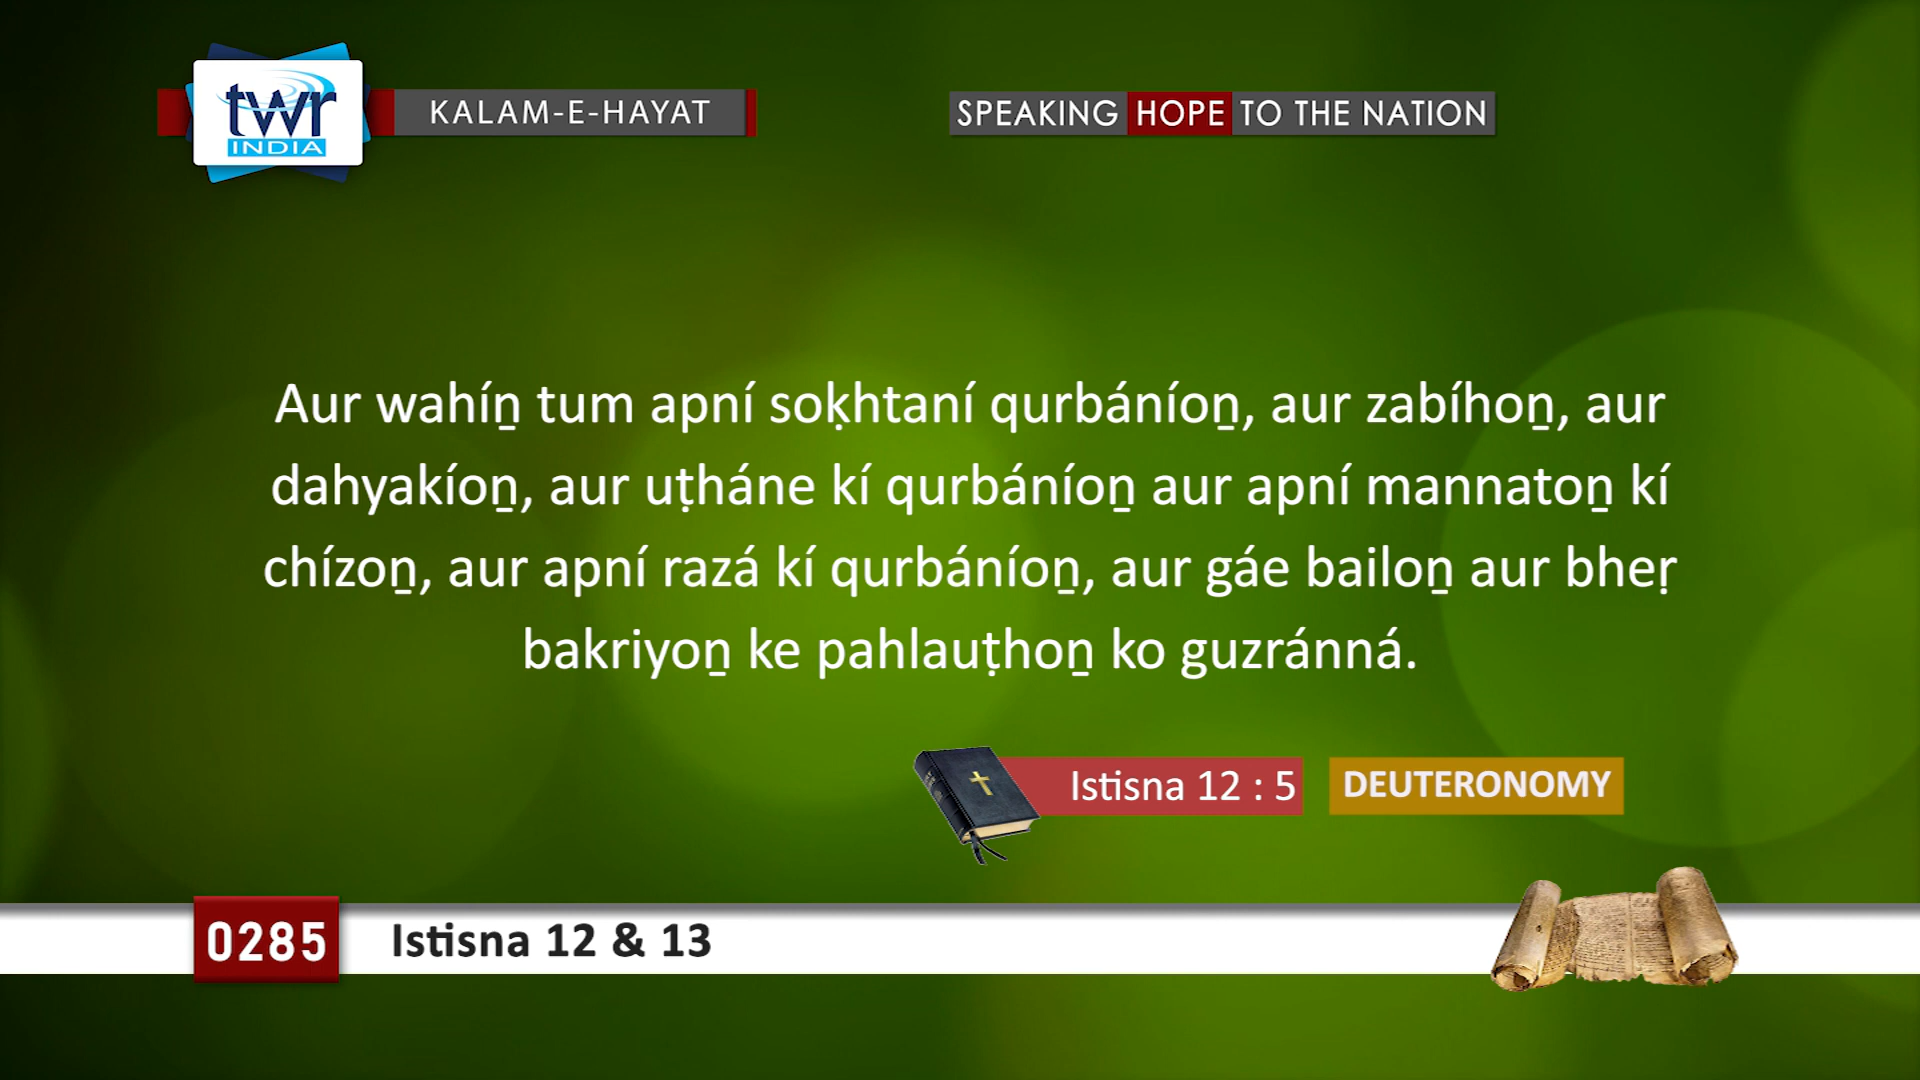 twr
INDIA
KALAM-E-HAYAT
SPEAKING HOPE TO THE NATION
Aur wahíṉ tum apní soḳhtaní qurbáníoṉ, aur zabíhoṉ, aur
dahyakíoṉ, aur uṭháne kí qurbáníoṉ aur apní mannatoṉ kí
chízoṉ, aur apní razá kí qurbáníoṉ, aur gáe bailoṉ aur bheṛ
bakriyoṉ ke pahlauṭhoṉ ko guzránná.
Istisna 12 : 5
DEUTERONOMY
0285
Istisna 12 & 13